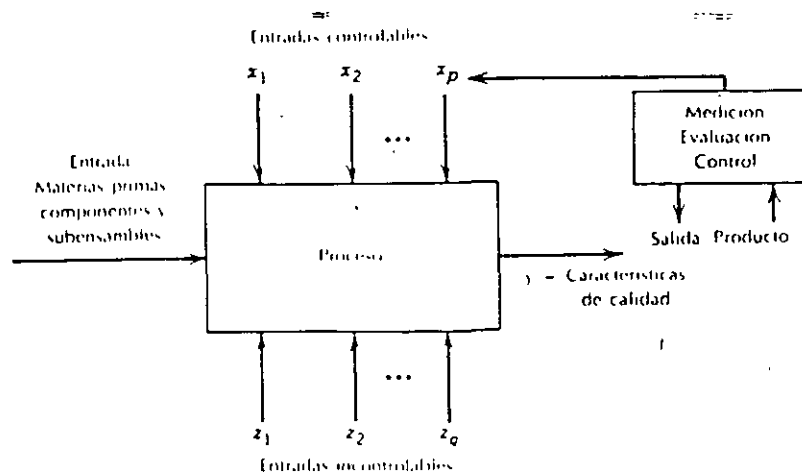 Entradas controlables
x1 x2 ... xp
Medicion
Evaluación
Control
Entrada
Materias primas
componentes y
subensambles
Proceso
Salida Producto
y = Características
de calidad
z1 z2 ... zq
Entradas incontrolables